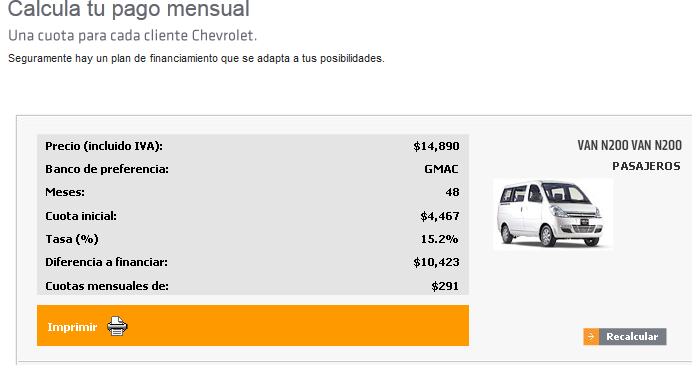 Calcula tu pago mensual
Una cuota para cada cliente Chevrolet.
Seguramente hay un plan de financiamiento que se adapta a tus posibilidades.
Precio (incluido IVA): $14,890
Banco de preferencia: GMAC
Meses: 48
Cuota inicial: $4,467
Tasa (%) 15.2%
Diferencia a financiar: $10,423
Cuotas mensuales de: $291
Imprimir
VAN N200 VAN N200
PASAJEROS
Recalcular